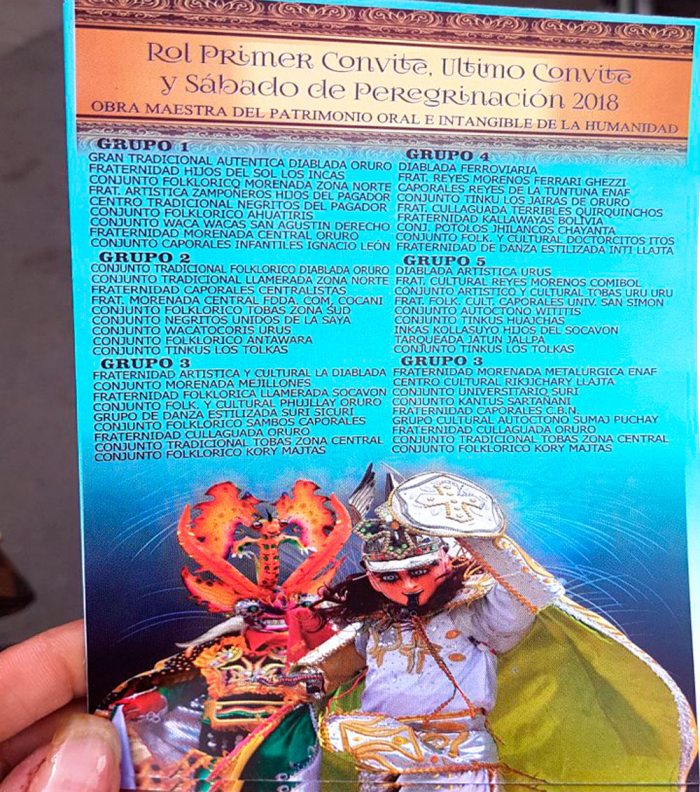 Rol Primer Convite, Ultimo Convite
y Sábado de Peregrinación 2018
OBRA MAESTRA DEL PATRIMONIO ORAL E INTANGIBLE DE LA HUMANIDAD
GRUPO 1
GRAN TRADICIONAL AUTENTICA DIABLADA ORURO
FRATERNIDAD HIJOS DEL SOL LOS INCAS
CONJUNTO FOLKLORICO MORENADA ZONA NORTE
FRAT. ARTISTICA ZAMPOÑEROS HIJOS DEL PAGADOR
CENTRO TRADICIONAL NEGRITOS DEL PAGADOR
CONJUNTO FOLKLORICO AHUATIRIS
CONJUNTO WACA WACAS SAN AGUSTIN DERECHO
FRATERNIDAD MORENADA CENTRAL ORURO
CONJUNTO CAPORALES INFANTILES IGNACIO LEÓN
GRUPO 2
CONJUNTO TRADICIONAL FOLKLORICO DIABLADA ORURO
CONJUNTO TRADICIONAL LLAMERADA ZONA NORTE
FRATERNIDAD CAPORALES CENTRALISTAS
FRAT. MORENADA CENTRAL FDDA. COM. COCANI
CONJUNTO FOLKLORICO TOBAS ZONA SUD
CONJUNTO NEGRITOS UNIDOS DE LA SAYA
CONJUNTO WACATOCORIS URUS
CONJUNTO FOLKLORICO ANTAWARA
CONJUNTO TINKUS LOS TOLKAS
GRUPO 3
FRATERNIDAD ARTISTICA Y CULTURAL LA DIABLADA
CONJUNTO MORENADA MEJILLONES
FRATERNIDAD FOLKLORICA LLAMERADA SOCAVON
CONJUNTO FOLK. Y CULTURAL PHUJLLAY ORURO
GRUPO DE DANZA ESTILIZADA SURI SICURI
CONJUNTO FOLKLORICO SAMBOS CAPORALES
FRATERNIDAD CULLAGUADA ORURO
CONJUNTO TRADICIONAL TOBAS ZONA CENTRAL
CONJUNTO FOLKLORICO KORY MAJTAS
GRUPO 4
DIABLADA FERROVIARIA
FRAT. REYES MORENOS FERRARI GHEZZI
CAPORALES REYES DE LA TUNTUNA ENAF
CONJUNTO TINKU LOS JAIRAS DE ORURO
FRAT. CULLAGUADA TERRIBLES QUIRQUINCHOS
FRATERNIDAD KALLAWAYAS BOLIVIA
CONJ. POTOLOS JHILANCOS CHAYANTA
CONJUNTO FOLK. Y CULTURAL DOCTORCITOS ITOS
FRATERNIDAD DE DANZA ESTILIZADA INTI LLAJTA
GRUPO 5
DIABLADA ARTISTICA URUS
FRAT. CULTURAL REYES MORENOS COMIBOL
CONJUNTO ARTISTICO Y CULTURAL TOBAS URU URU
FRAT. FOLK. CULT. CAPORALES UNIV. SAN SIMON
CONJUNTO AUTOCTONO WITITIS
CONJUNTO TINKUS HUAJCHAS
INKAS KOLLASUYO HIJOS DEL SOCAVON
TARQUEADA JATUN JALLPA
CONJUNTO TINKUS LOS TOLKAS
GRUPO 3
FRATERNIDAD MORENADA METALURGICA ENAF
CENTRO CULTURAL RIKJCHARY LLAJTA
CONJUNTO UNIVERSITARIO SURI
CONJUNTO KANTUS SARTAÑANI
FRATERNIDAD CAPORALES C.B.N.
GRUPO CULTURAL AUTOCTONO SUMAJ PUCHAY
FRATERNIDAD CULLAGUADA ORURO
CONJUNTO TRADICIONAL TOBAS ZONA CENTRAL
CONJUNTO FOLKLORICO KORY MAJTAS